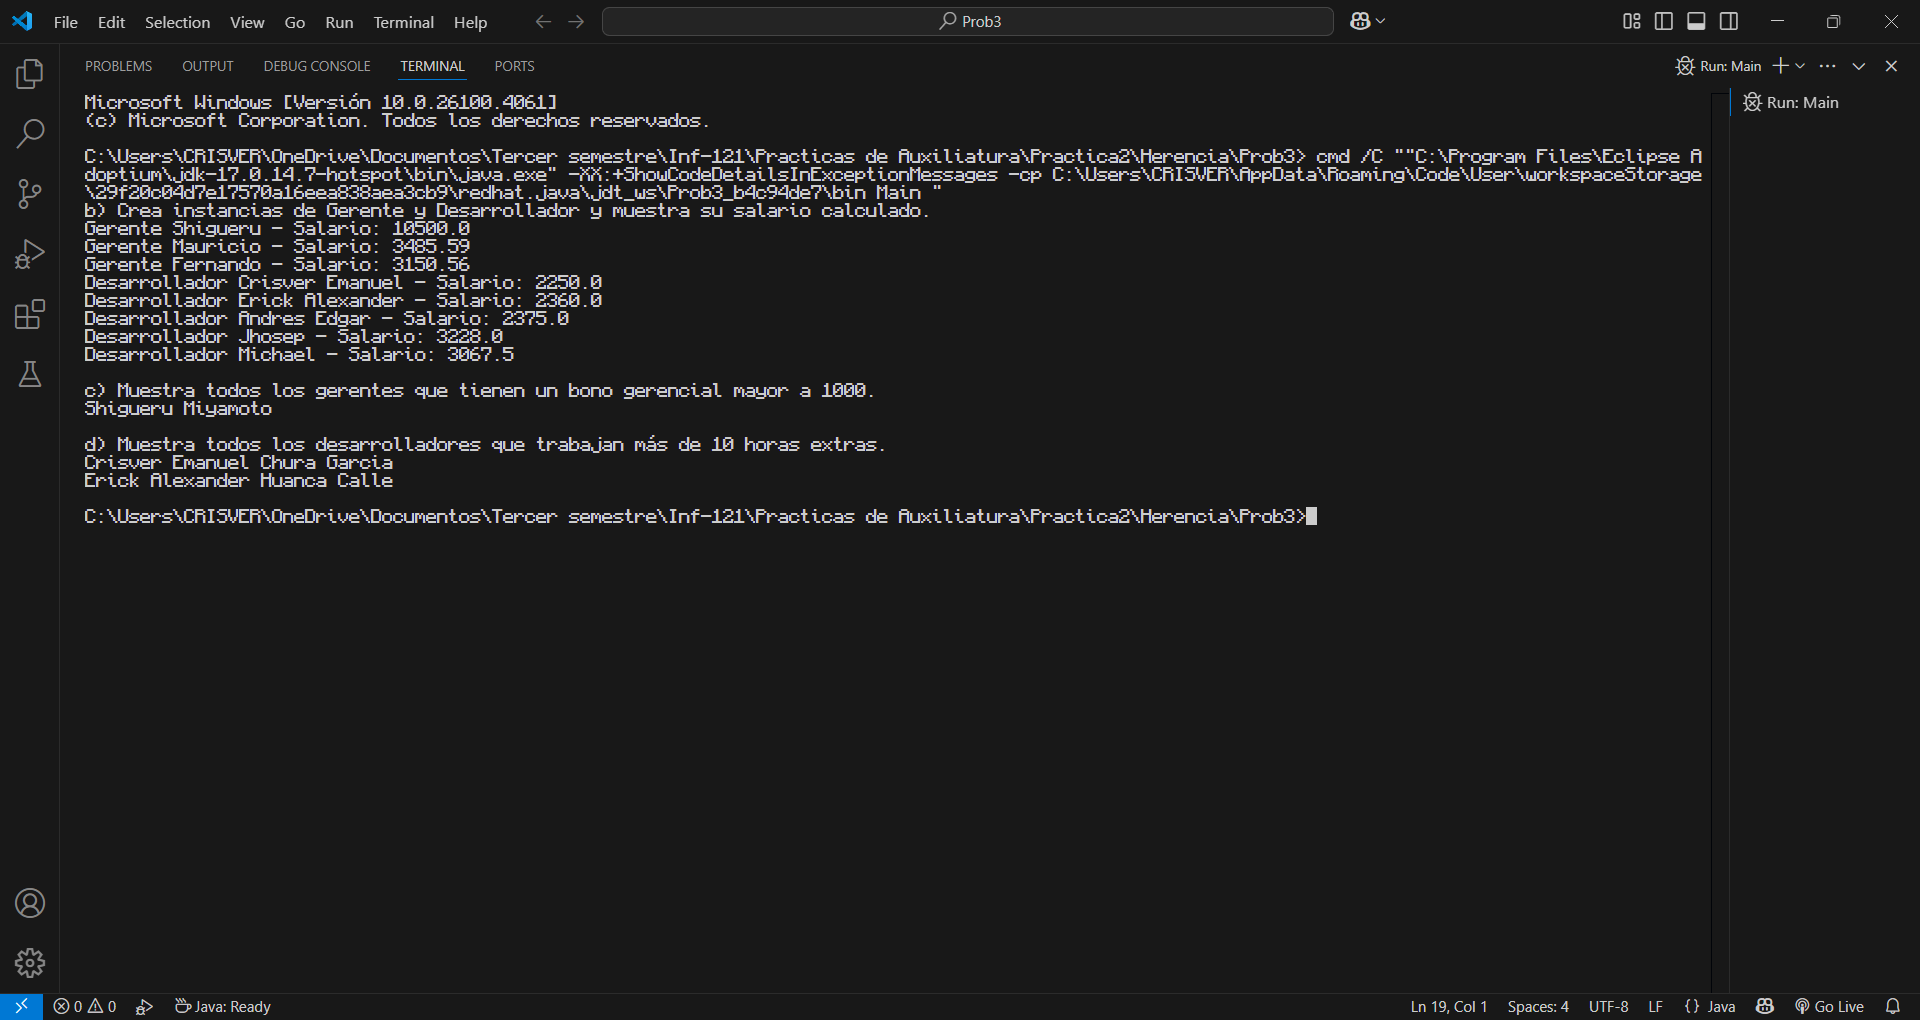 File Edit Selection View Go Run Terminal Help
Prob3
PROBLEMS OUTPUT DEBUG CONSOLE TERMINAL PORTS
Run: Main
Run: Main
Microsoft Windows [Versión 10.0.26100.4061]
(c) Microsoft Corporation. Todos los derechos reservados.
C:\Users\CRISVER\OneDrive\Documentos\Tercer semestre\Inf-121\Practicas de Auxiliatura\Practica2\Herencia\Prob3> cmd /C ""C:\Program Files\Eclipse A
doptium\jdk-17.0.14.7-hotspot\bin\java.exe" -XX:+ShowCodeDetailsInExceptionMessages -cp C:\Users\CRISVER\AppData\Roaming\Code\User\workspaceStorage
\29f20c04d7e17570a16eea838aea3cb9\redhat.java\jdt_ws\Prob3_b4c94de7\bin Main "
b) Crea instancias de Gerente y Desarrollador y muestra su salario calculado.
Gerente Shigueru - Salario: 10500.0
Gerente Mauricio - Salario: 3485.59
Gerente Fernando - Salario: 3150.56
Desarrollador Crisver Emanuel - Salario: 2250.0
Desarrollador Erick Alexander - Salario: 2360.0
Desarrollador Andres Edgar - Salario: 2375.0
Desarrollador Jhosep - Salario: 3228.0
Desarrollador Michael - Salario: 3067.5
c) Muestra todos los gerentes que tienen un bono gerencial mayor a 1000.
Shigueru Miyamoto
d) Muestra todos los desarrolladores que trabajan más de 10 horas extras.
Crisver Emanuel Chura Garcia
Erick Alexander Huanca Calle
C:\Users\CRISVER\OneDrive\Documentos\Tercer semestre\Inf-121\Practicas de Auxiliatura\Practica2\Herencia\Prob3>
0 0 Java: Ready Ln 19, Col 1 Spaces: 4 UTF-8 LF {} Java Go Live